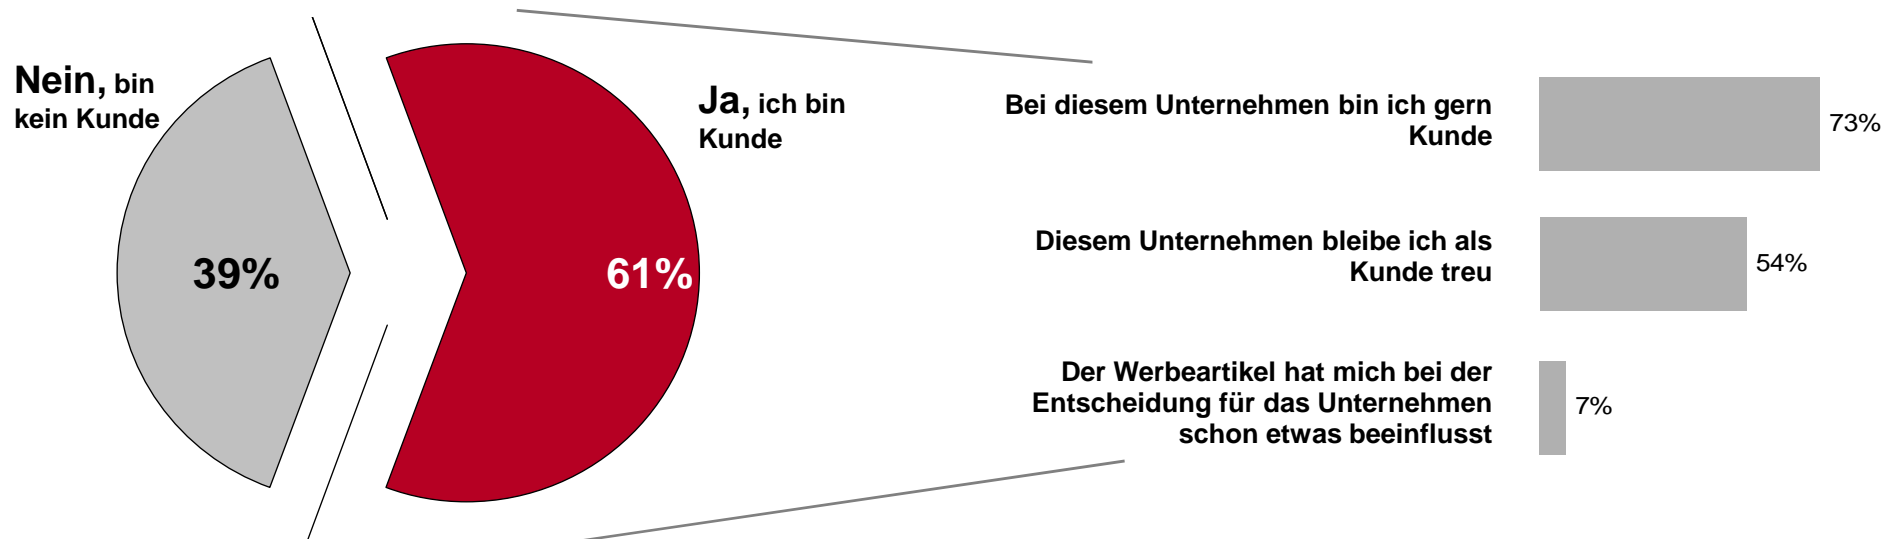 Nein, bin
kein Kunde
39%
Ja, ich bin
Kunde
61%
Bei diesem Unternehmen bin ich gern
Kunde
73%
Diesem Unternehmen bleibe ich als
Kunde treu
54%
Der Werbeartikel hat mich bei der
Entscheidung für das Unternehmen
schon etwas beeinflusst
7%